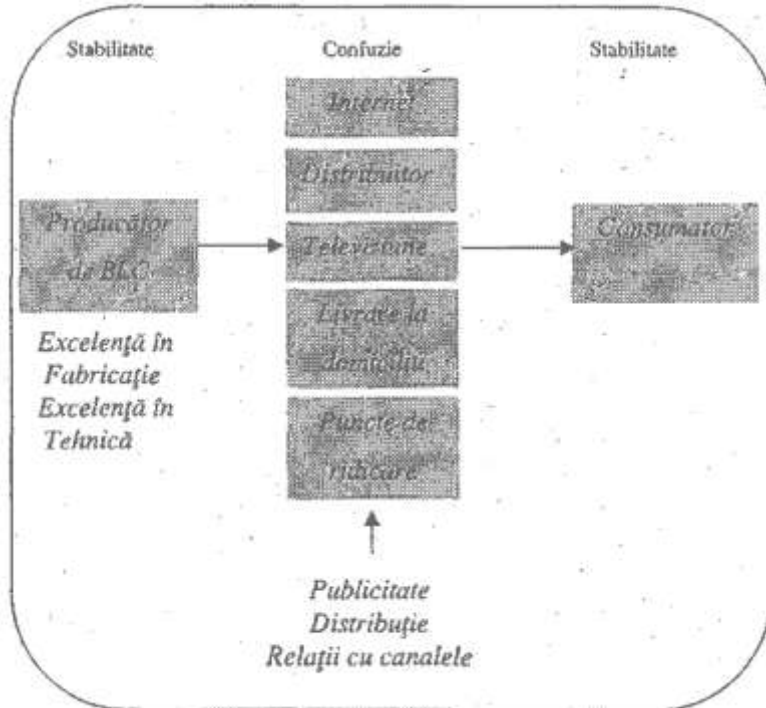 Stabilitate
Confuzie
Stabilitate
Internet
Distribuitor
Producător
de BLC
Televiziune
Consumator
Livrare la
domiciliu
Puncte de
ridicare
Excelență în
Fabricație
Excelență în
Tehnică
Publicitate
Distribuție
Relații cu canalele